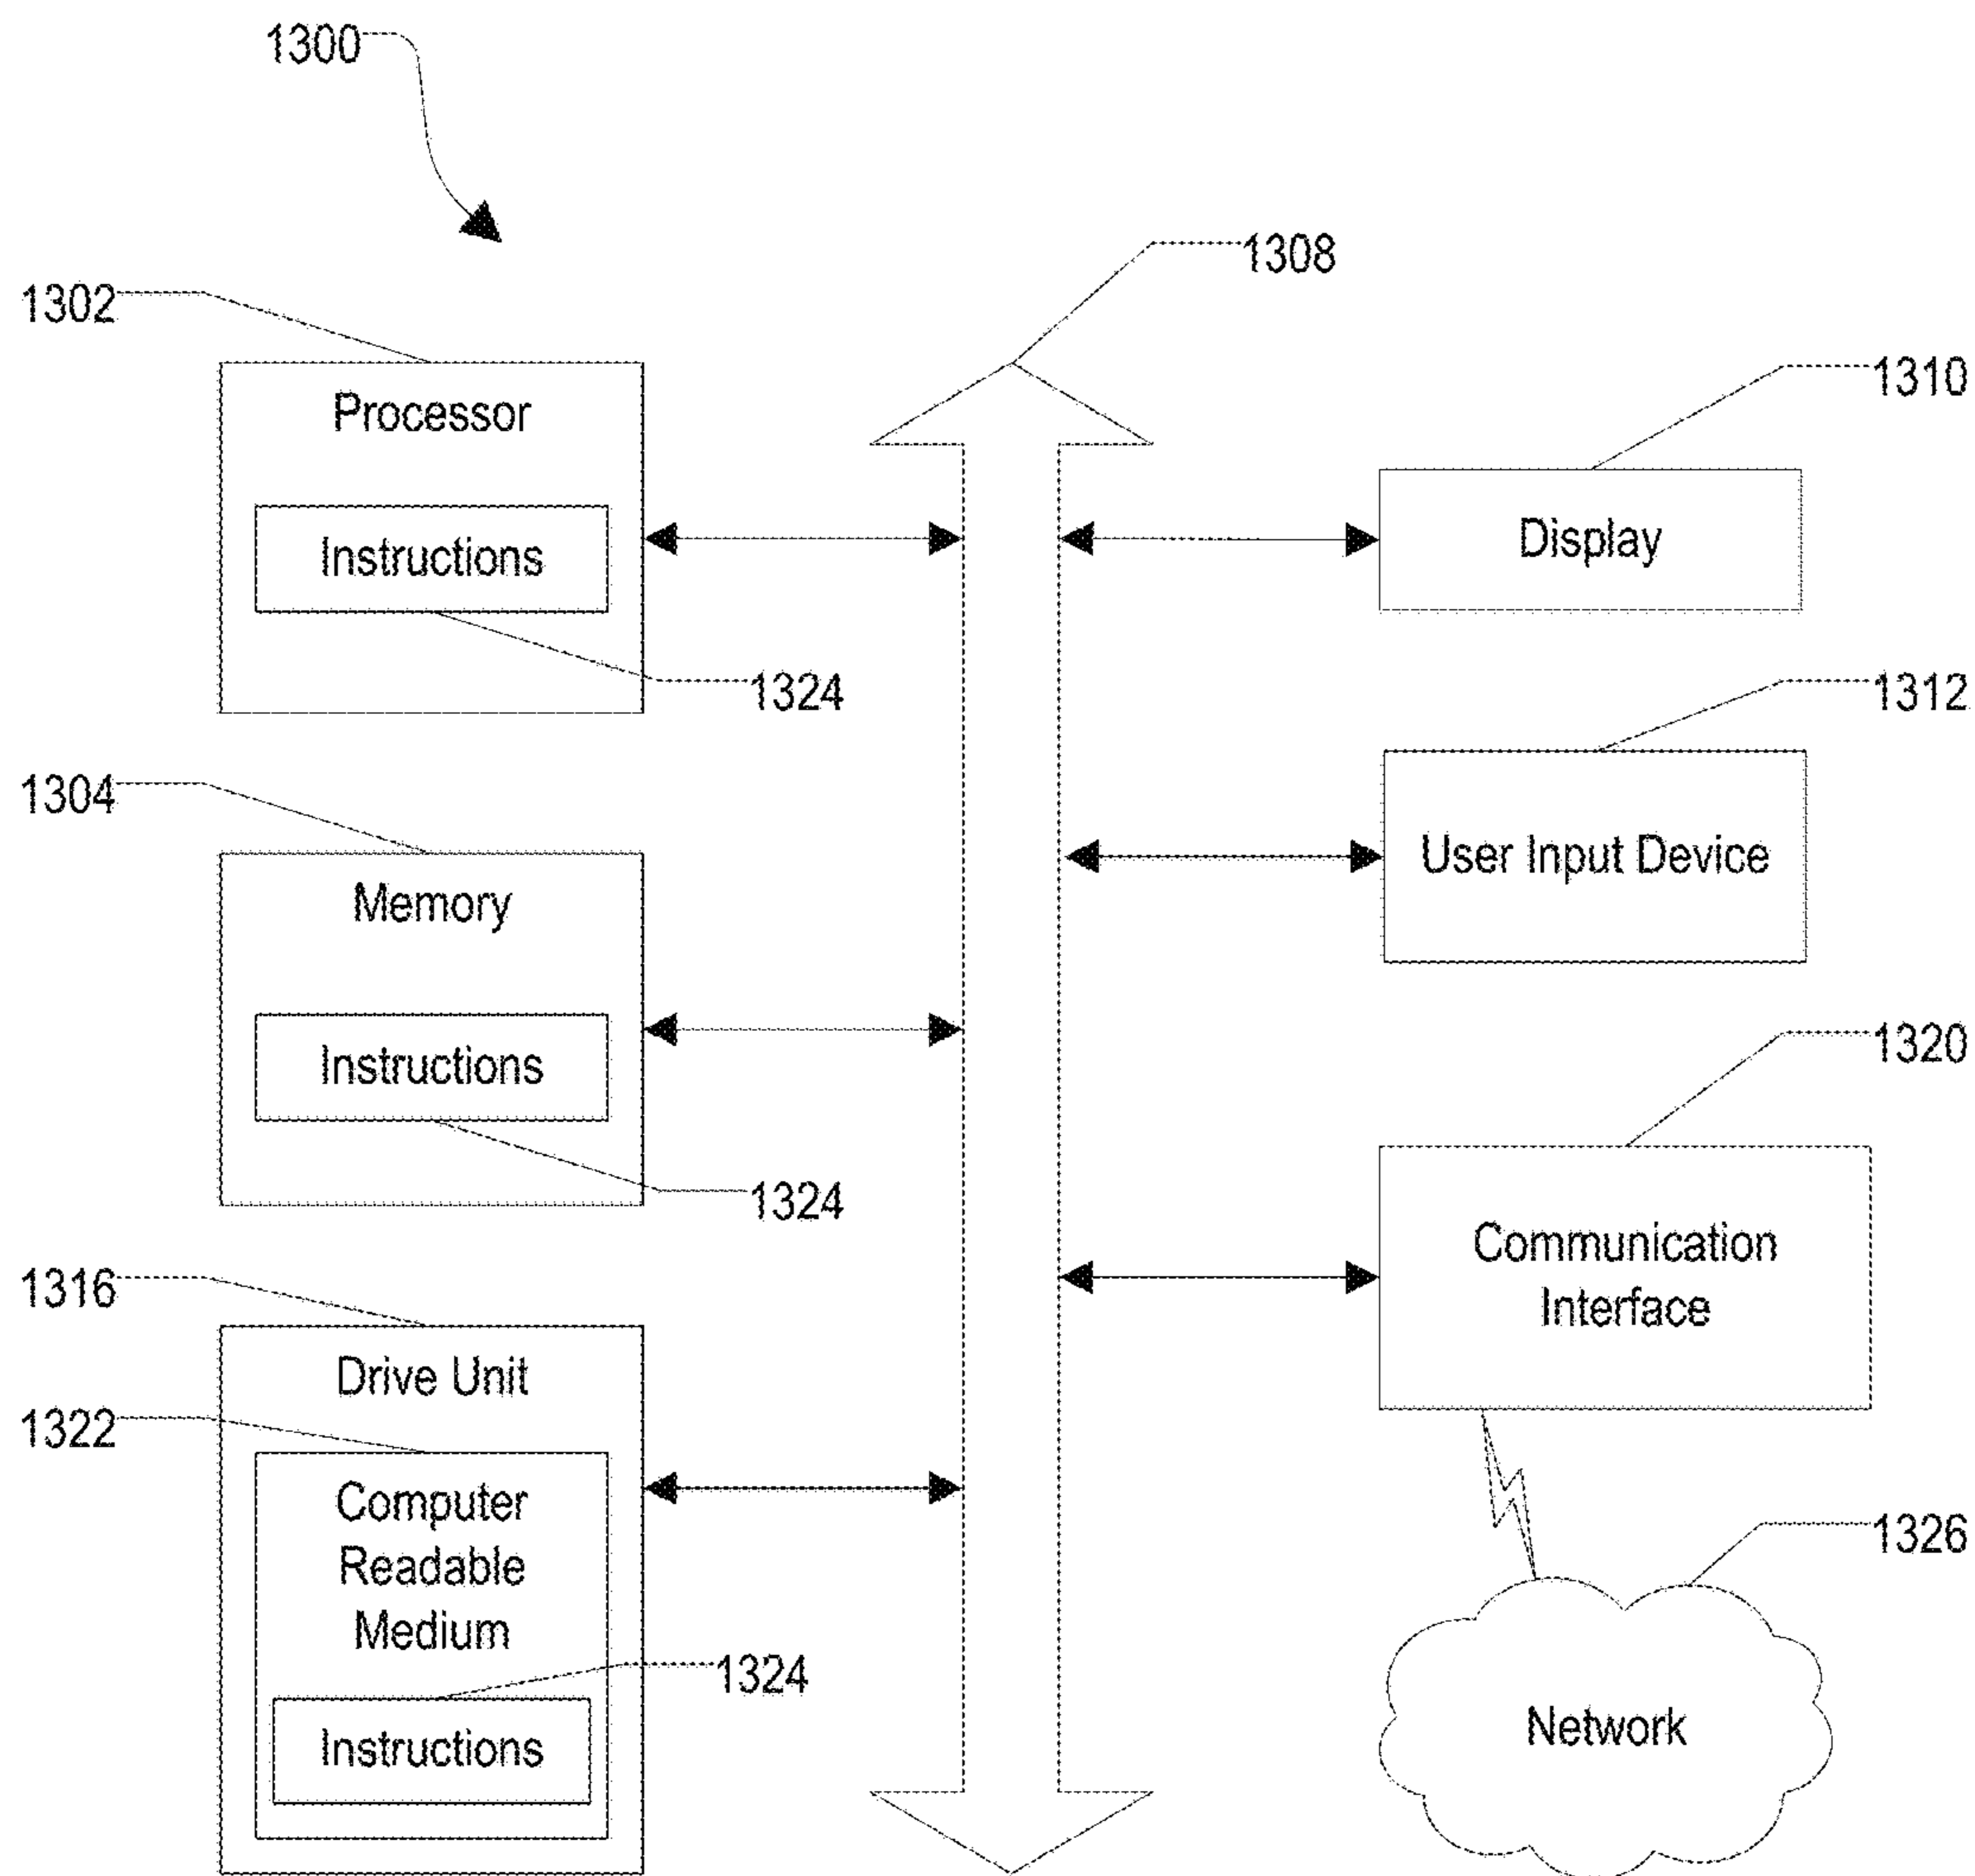 1300
1308
1302
1310
Processor
Instructions
Display
1324
1312
1304
User Input Device
Memory
1320
Instructions
1324
Communication
Interface
1316
Drive Unit
1322
Computer
Readable
Medium
1326
1324
Instructions
Network